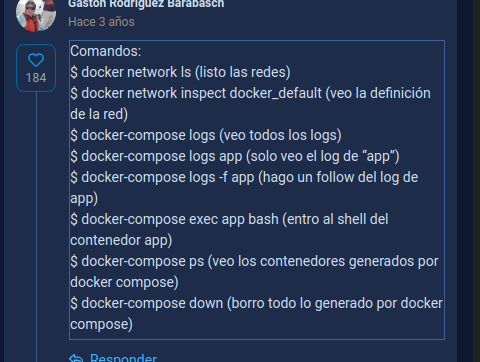 Gastón Rodríguez Barabasch
Hace 3 años
184
Comandos:
$ docker network ls (listo las redes)
$ docker network inspect docker_default (veo la definición
de la red)
$ docker-compose logs (veo todos los logs)
$ docker-compose logs app (solo veo el log de “app”)
$ docker-compose logs -f app (hago un follow del log de
app)
$ docker-compose exec app bash (entro al shell del
contenedor app)
$ docker-compose ps (veo los contenedores generados por
docker compose)
$ docker-compose down (borro todo lo generado por docker
compose)
Responder